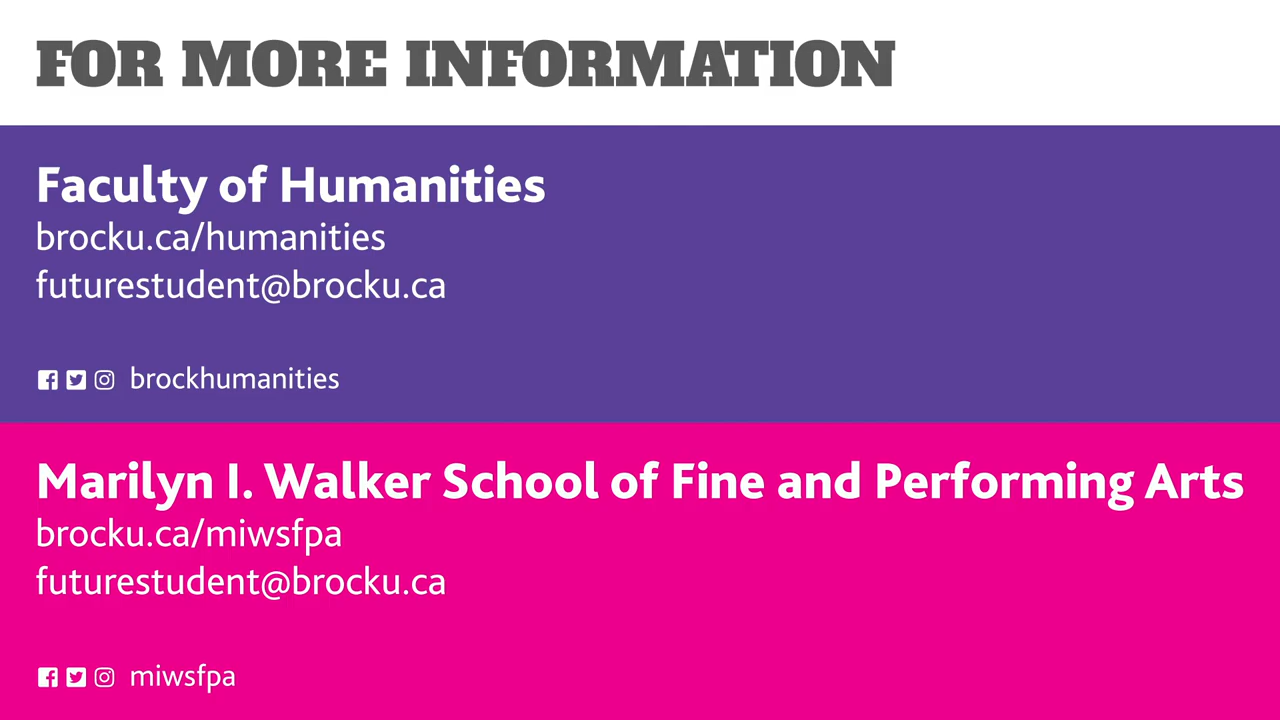 FOR MORE INFORMATION
Faculty of Humanities
brocku.ca/humanities
futurestudent@brocku.ca
brockhumanities
Marilyn I. Walker School of Fine and Performing Arts
brocku.ca/miwsfpa
futurestudent@brocku.ca
miwsfpa